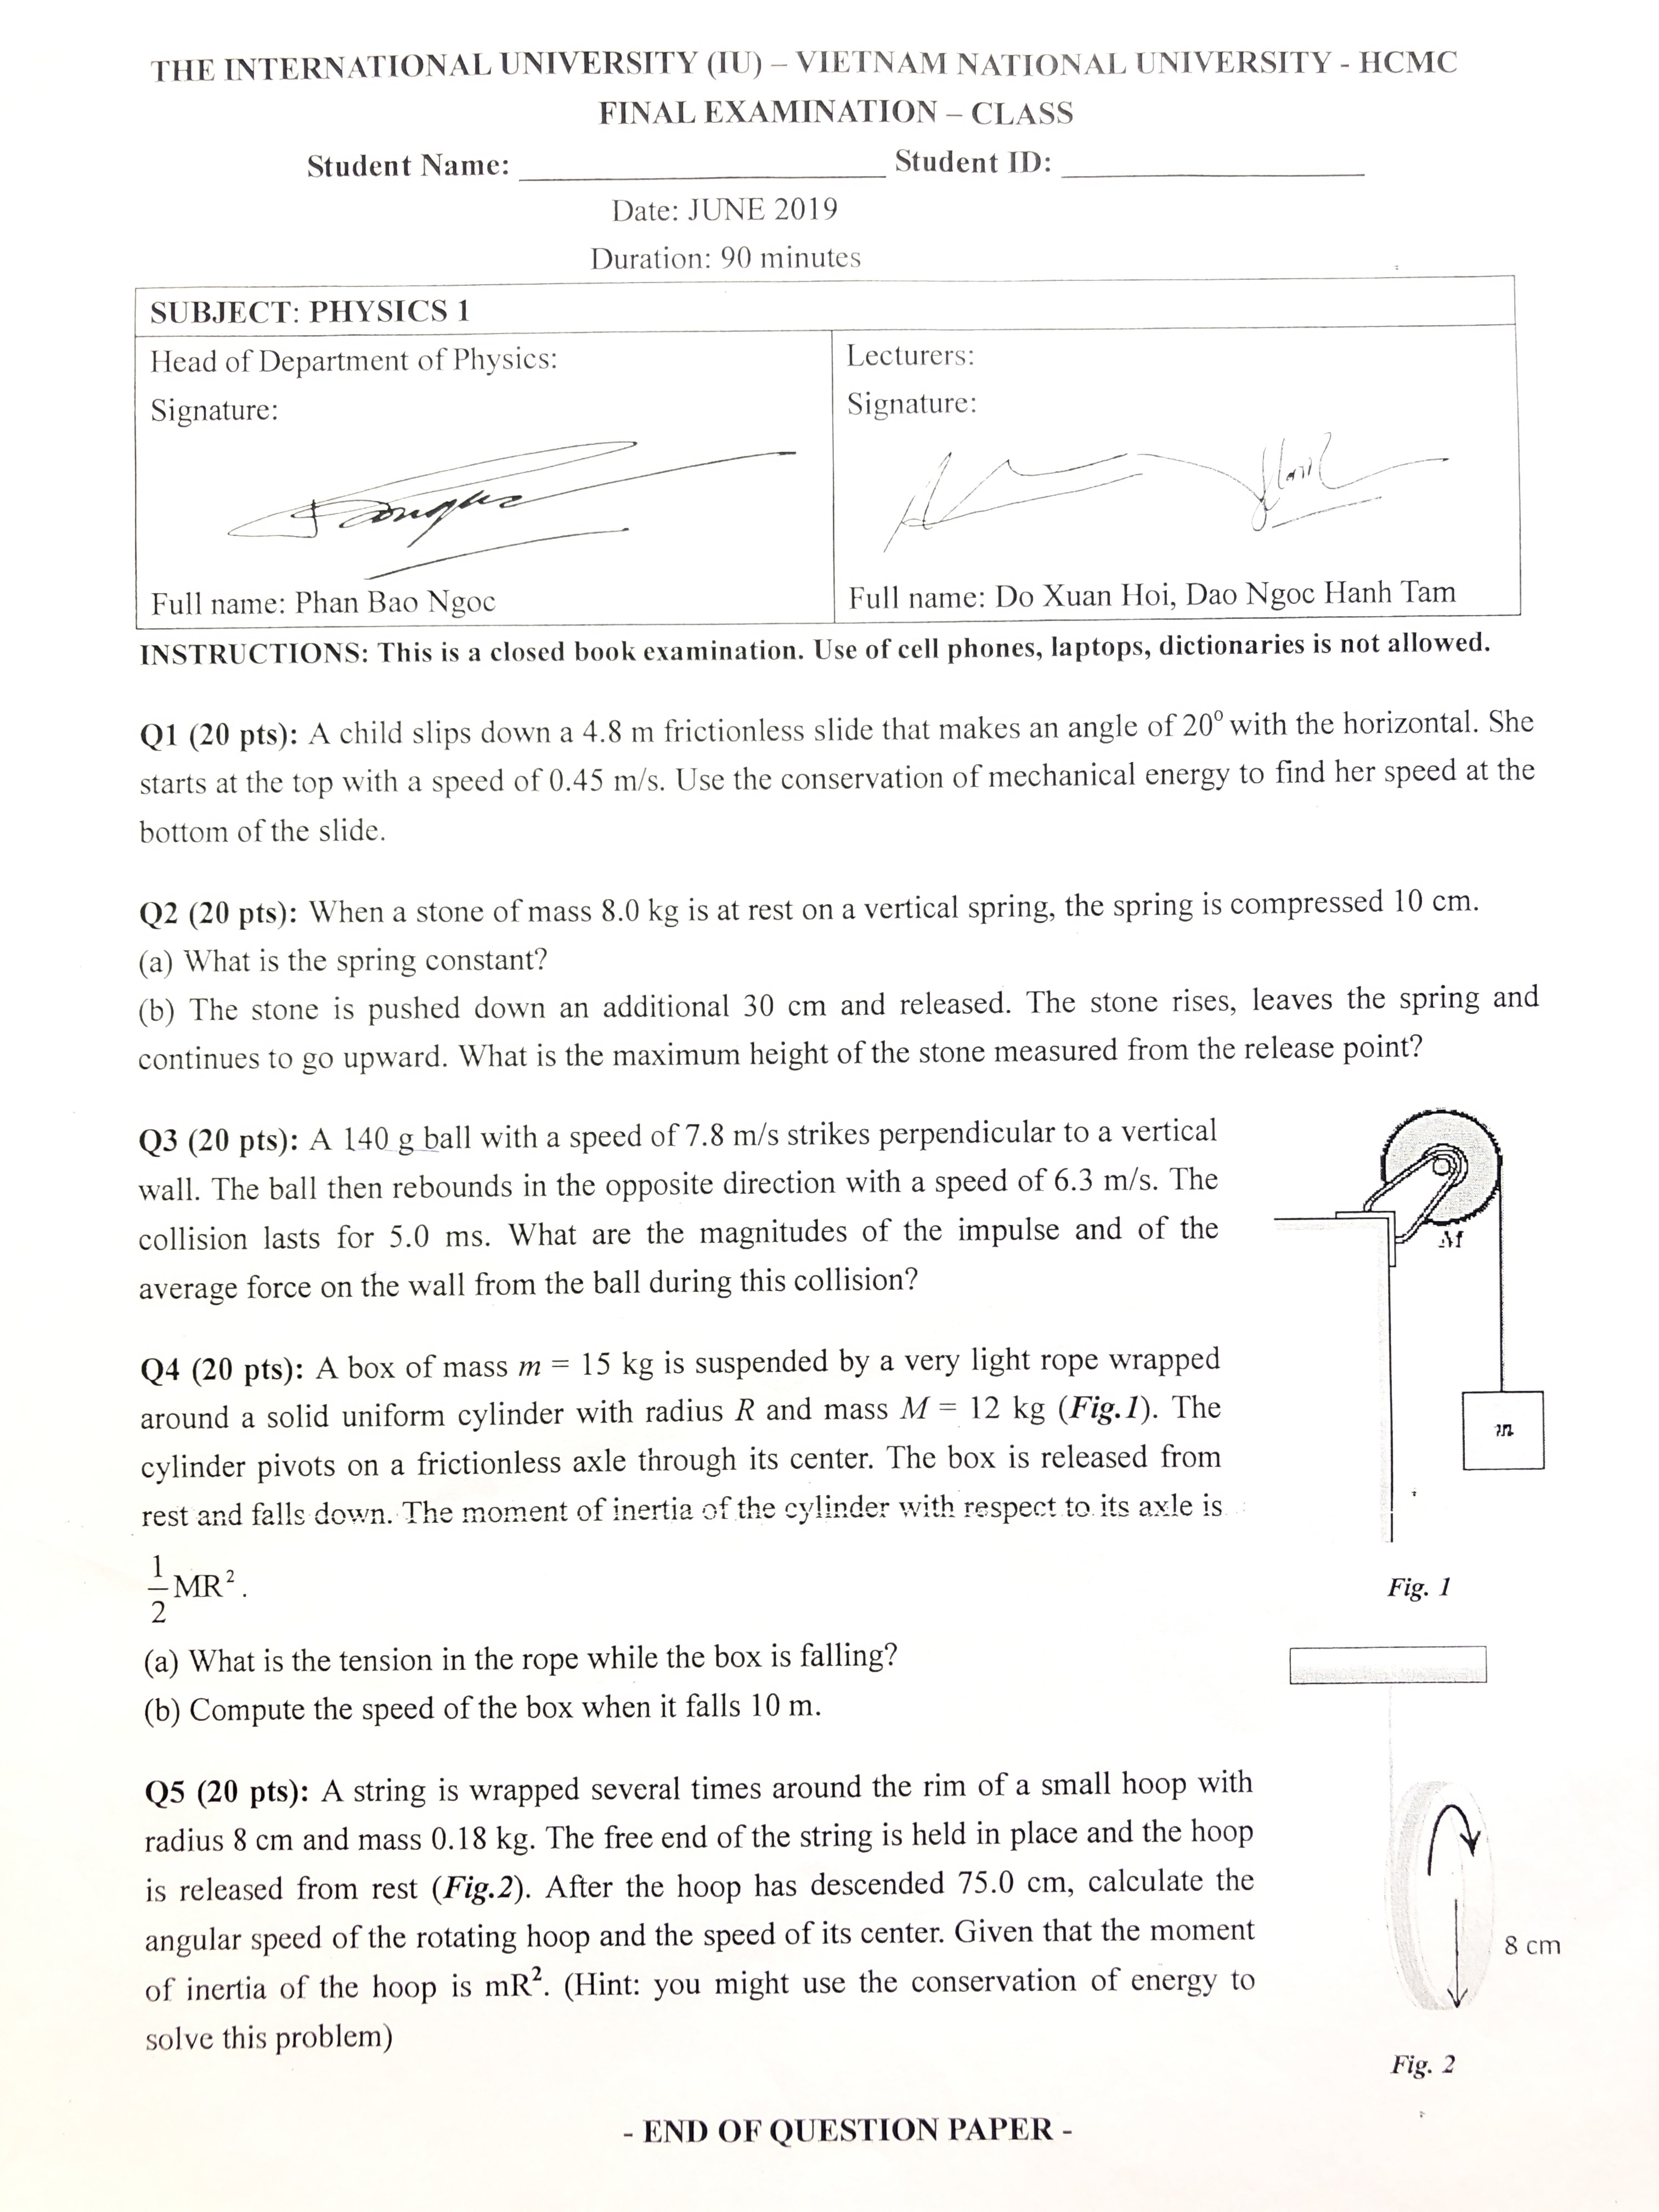 THE INTERNATIONAL UNIVERSITY (IU) – VIETNAM NATIONAL UNIVERSITY - HCMC
FINAL EXAMINATION – CLASS
Student Name: ____________ Student ID: ____________
Date: JUNE 2019
Duration: 90 minutes
SUBJECT: PHYSICS 1
Head of Department of Physics:
Signature:
Full name: Phan Bao Ngoc
Lecturers:
Signature:
Full name: Do Xuan Hoi, Dao Ngoc Hanh Tam
INSTRUCTIONS: This is a closed book examination. Use of cell phones, laptops, dictionaries is not allowed.
Q1 (20 pts): A child slips down a 4.8 m frictionless slide that makes an angle of 20⁰ with the horizontal. She
starts at the top with a speed of 0.45 m/s. Use the conservation of mechanical energy to find her speed at the
bottom of the slide.
Q2 (20 pts): When a stone of mass 8.0 kg is at rest on a vertical spring, the spring is compressed 10 cm.
(a) What is the spring constant?
(b) The stone is pushed down an additional 30 cm and released. The stone rises, leaves the spring and
continues to go upward. What is the maximum height of the stone measured from the release point?
Q3 (20 pts): A 140 g ball with a speed of 7.8 m/s strikes perpendicular to a vertical
wall. The ball then rebounds in the opposite direction with a speed of 6.3 m/s. The
collision lasts for 5.0 ms. What are the magnitudes of the impulse and of the
average force on the wall from the ball during this collision?
M
m
Fig. 1
Q4 (20 pts): A box of mass m = 15 kg is suspended by a very light rope wrapped
around a solid uniform cylinder with radius R and mass M = 12 kg (Fig.1). The
cylinder pivots on a frictionless axle through its center. The box is released from
rest and falls down. The moment of inertia of the cylinder with respect to its axle is
1/2 MR².
(a) What is the tension in the rope while the box is falling?
(b) Compute the speed of the box when it falls 10 m.
Q5 (20 pts): A string is wrapped several times around the rim of a small hoop with
radius 8 cm and mass 0.18 kg. The free end of the string is held in place and the hoop
is released from rest (Fig.2). After the hoop has descended 75.0 cm, calculate the
angular speed of the rotating hoop and the speed of its center. Given that the moment
of inertia of the hoop is mR². (Hint: you might use the conservation of energy to
solve this problem)
8 cm
Fig. 2
- END OF QUESTION PAPER -